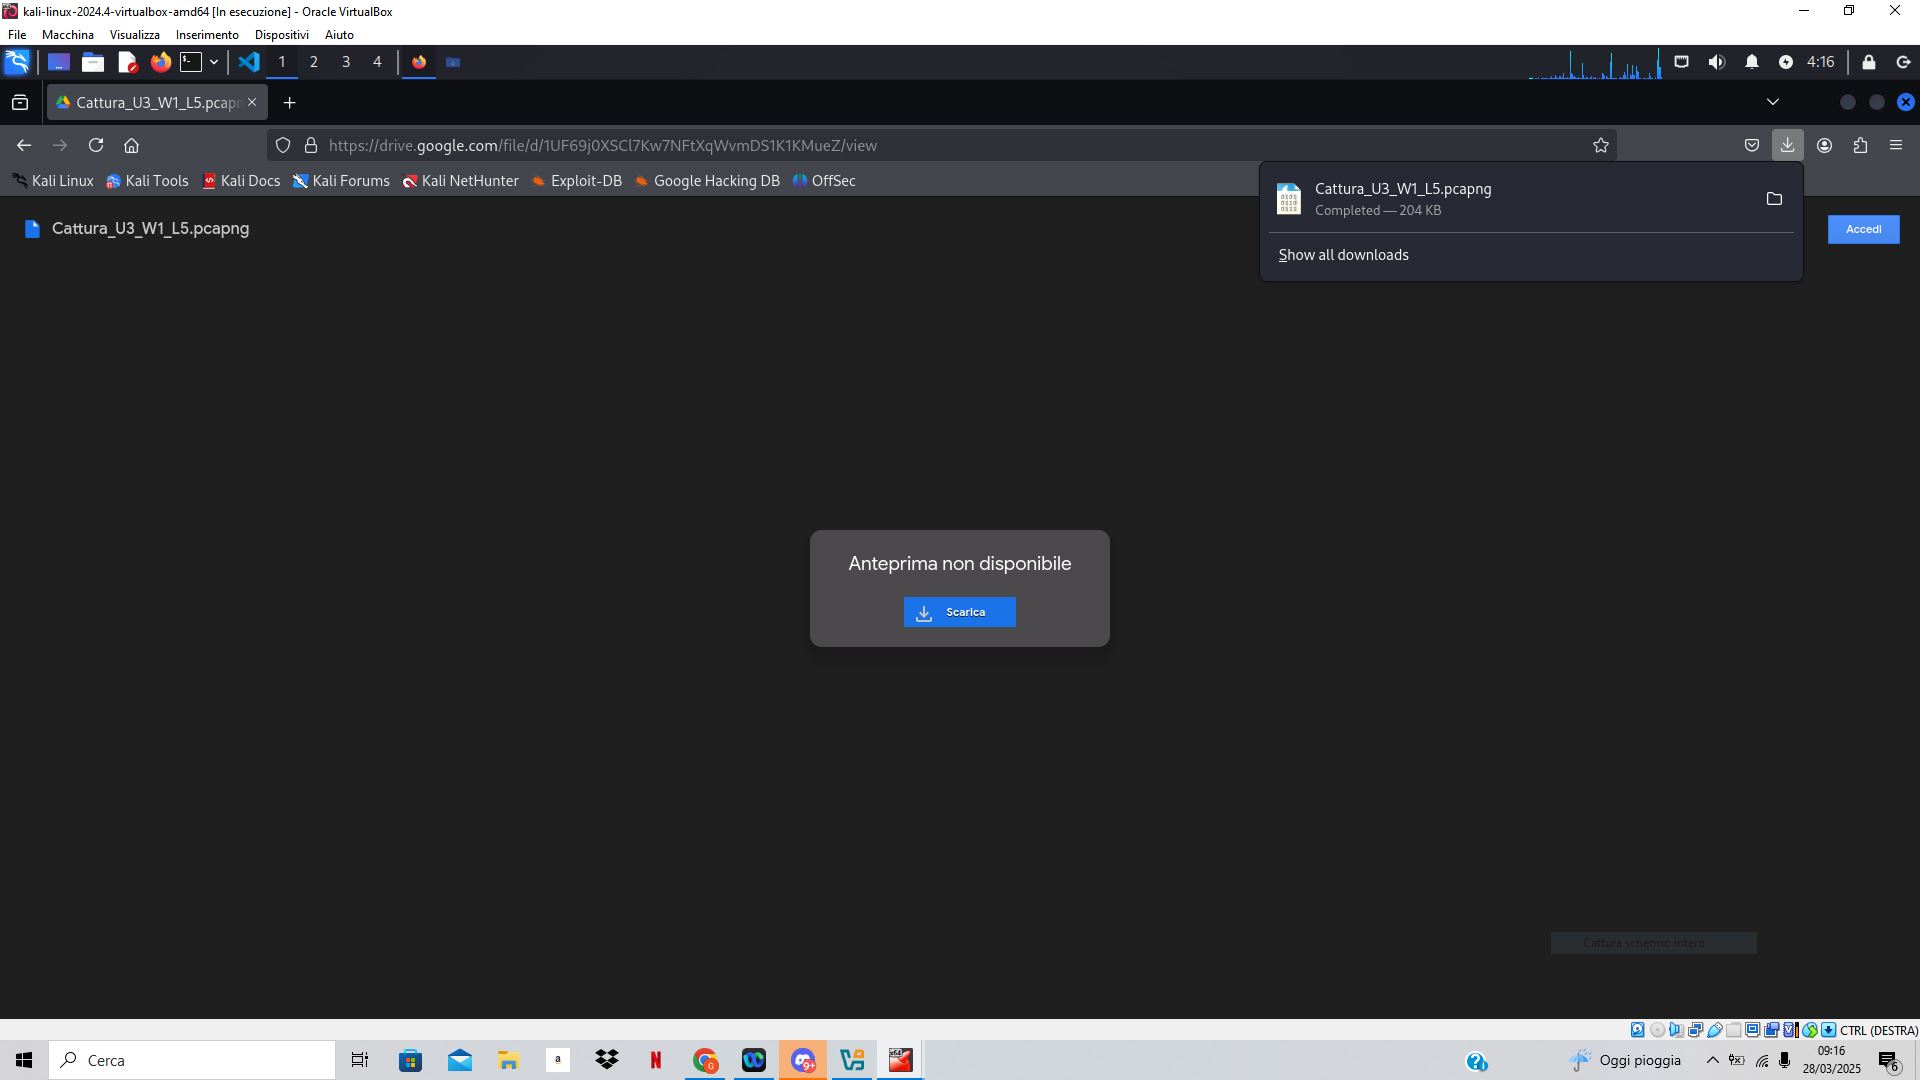 kali-linux-2024.4-virtualbox-amd64 [In esecuzione] - Oracle VirtualBox
File Macchina Visualizza Inserimento Dispositivi Aiuto
1 2 3 4 4:16
Cattura_U3_W1_L5.pcapn
https://drive.google.com/file/d/1UF69j0XSCl7Kw7NFtXqWvmDS1K1KMueZ/view
Kali Linux Kali Tools Kali Docs Kali Forums Kali NetHunter Exploit-DB Google Hacking DB OffSec
Cattura_U3_W1_L5.pcapng
Completed — 204 KB
Show all downloads
Cattura_U3_W1_L5.pcapng
Accedi
Anteprima non disponibile
Scarica
Cattura schermo intero
CTRL (DESTRA)
Cerca
Oggi pioggia
09:16
28/03/2025
6